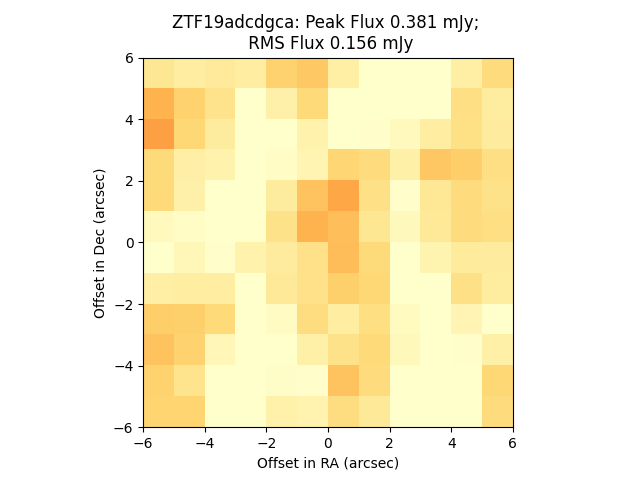 ZTF19adcdgca: Peak Flux 0.381 mJy;
RMS Flux 0.156 mJy
6
4
2
0
−2
−4
−6
Offset in Dec (arcsec)
−6 −4 −2 0 2 4 6
Offset in RA (arcsec)